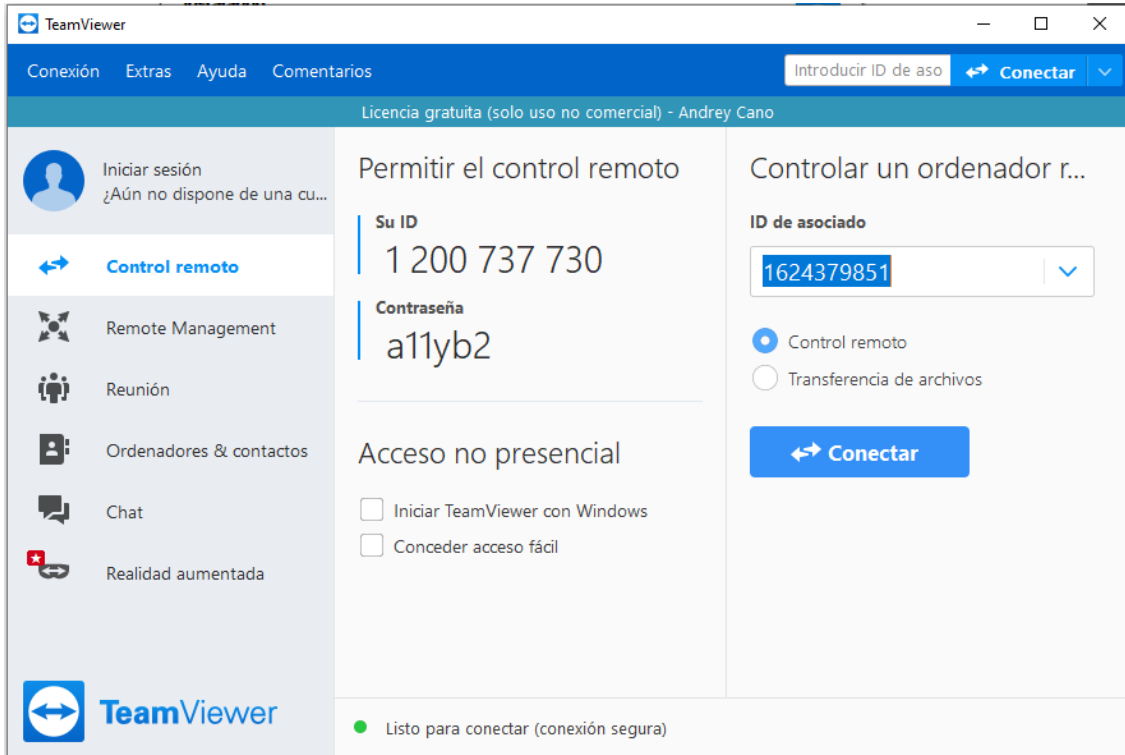 TeamViewer
Conexión Extras Ayuda Comentarios
Introducir ID de aso Conectar
Licencia gratuita (solo uso no comercial) - Andrey Cano
Iniciar sesión
¿Aún no dispone de una cu...
Control remoto
Remote Management
Reunión
Ordenadores & contactos
Chat
Realidad aumentada
TeamViewer
Permitir el control remoto
Su ID
1 200 737 730
Contraseña
a11yb2
Acceso no presencial
Iniciar TeamViewer con Windows
Conceder acceso fácil
Controlar un ordenador r...
ID de asociado
1624379851
Control remoto
Transferencia de archivos
Conectar
Listo para conectar (conexión segura)